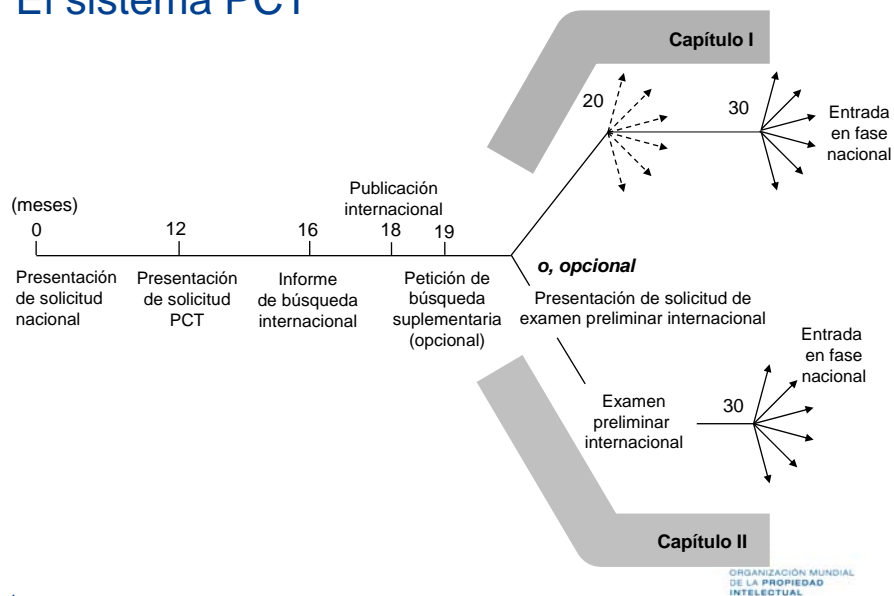 El sistema PCT
Capítulo I
20
30
Entrada
en fase
nacional
Publicación
internacional
(meses)
0
12
16
18
19
Presentación
de solicitud
nacional
Presentación
de solicitud
PCT
Informe
de búsqueda
internacional
Petición de
búsqueda
suplementaria
(opcional)
o, opcional
Presentación de solicitud de
examen preliminar internacional
Entrada
en fase
nacional
Examen
preliminar
internacional
30
Capítulo II
ORGANIZACIÓN MUNDIAL
DE LA PROPIEDAD
INTELECTUAL